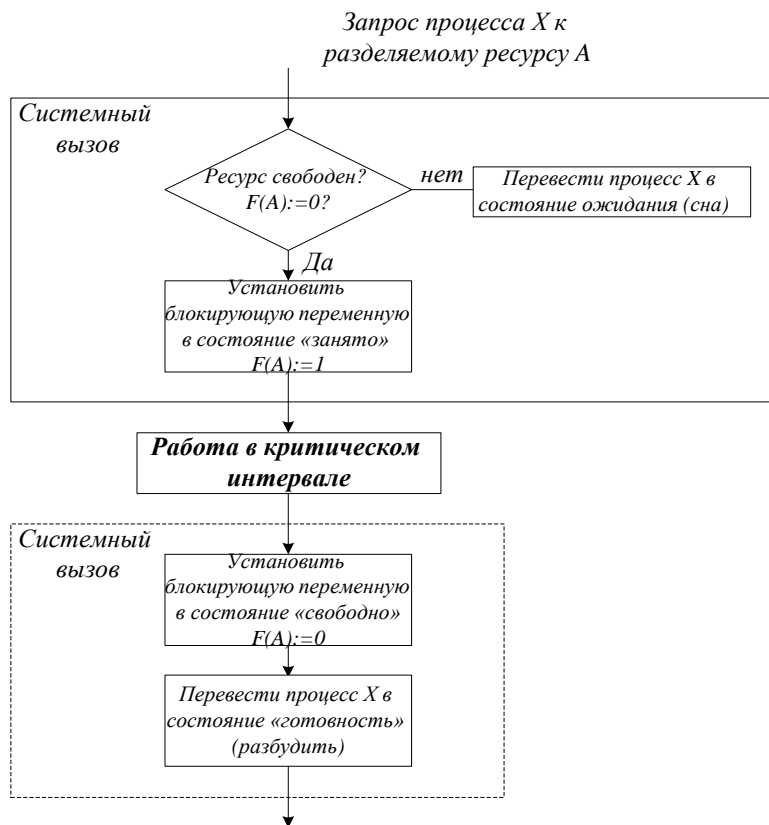 Запрос процесса X к
разделяемому ресурсу A
Системный
вызов
Ресурс свободен?
F(A):=0?
нет
Перевести процесс X в
состояние ожидания (сна)
Да
Установить
блокирующую переменную
в состояние «занято»
F(A):=1
Работа в критическом
интервале
Системный
вызов
Установить
блокирующую переменную
в состояние «свободно»
F(A):=0
Перевести процесс X в
состояние «готовность»
(разбудить)